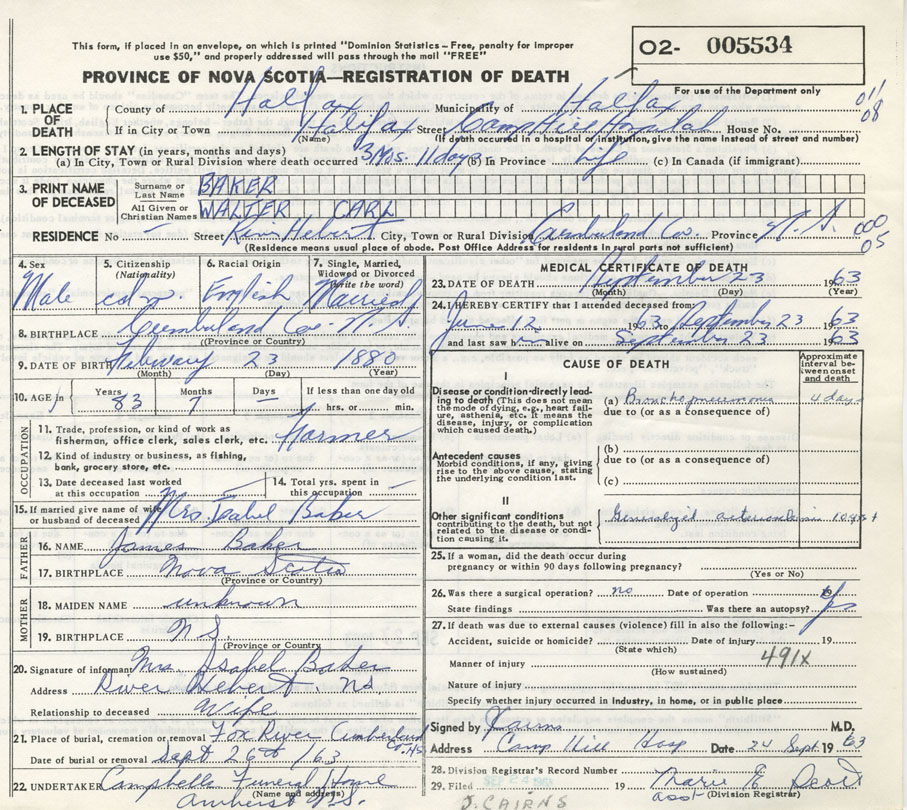 This form, if placed in an envelope, on which is printed "Dominion Statistics - Free, penalty for improper
use $50," and properly addressed will pass through the mail "FREE"
O2- 005534
PROVINCE OF NOVA SCOTIA—REGISTRATION OF DEATH
For use of the Department only
1. PLACE OF DEATH County of Halifax Municipality of Halifax 01/
If in City or Town Halifax Street Camp Hill Hospital House No. 08
(Name) (If death occurred in a hospital or institution, give the name instead of street and number)
2. LENGTH OF STAY (in years, months and days)
(a) In City, Town or Rural Division where death occurred 3 Mos. 11 days (b) In Province Life (c) In Canada (if immigrant)
3. PRINT NAME OF DECEASED Surname or Last Name BAKER
All Given or Christian Names WALTER CARL
RESIDENCE No — Street River Hebert City, Town or Rural Division Cumberland Co. Province N. S. 000
05
(Residence means usual place of abode. Post Office Address for residents in rural parts not sufficient)
4. Sex 5. Citizenship (Nationality) 6. Racial Origin 7. Single, Married, Widowed or Divorced (write the word)
Male cdn. English Married
8. BIRTHPLACE Cumberland Co. N. S.
(Province or Country)
9. DATE OF BIRTH February 23 1880
(Month) (Day) (Year)
10. AGE in Years Months Days If less than one day old
83 7 — hrs. or min.
OCCUPATION
11. Trade, profession, or kind of work as
fisherman, office clerk, sales clerk, etc. Farmer
12. Kind of industry or business, as fishing,
bank, grocery store, etc.
13. Date deceased last worked
at this occupation —
14. Total yrs. spent in
this occupation —
15. If married give name of wife
or husband of deceased Mrs Isabel Baker
FATHER
16. NAME James Baker
17. BIRTHPLACE Nova Scotia
(Province or Country)
MOTHER
18. MAIDEN NAME unknown
19. BIRTHPLACE N S.
(Province or Country
20. Signature of informant Mrs Isabel Baker
Address River Hebert. NS
Relationship to deceased Wife
21. Place of burial, cremation or removal Fox River Cumberland Co. NS
Date of burial or removal Sept 26th /63
22. UNDERTAKER Campbells Funeral Home
(Name and address)
Amherst N.S.
MEDICAL CERTIFICATE OF DEATH
23. DATE OF DEATH September 23 1963
(Month) (Day) (Year)
24. I HEREBY CERTIFY that I attended deceased from:
June 12 1963 to September 23 1963
and last saw him alive on September 23 1963
CAUSE OF DEATH
Approximate interval between onset and death
I
Disease or condition directly leading to death (This does not mean the mode of dying, e.g., heart failure, asthenia, etc. It means the disease, injury, or complication which caused death.)
(a) Bronchopneumonia 4 days
due to (or as a consequence of)
Antecedent causes
Morbid conditions, if any, giving rise to the above cause, stating the underlying condition last.
(b)
due to (or as a consequence of)
(c)
II
Other significant conditions
contributing to the death, but not related to the disease or condition causing it.
Generalized arteriosclerosis 10 yrs +
25. If a woman, did the death occur during
pregnancy or within 90 days following pregnancy?
(Yes or No)
26. Was there a surgical operation? no Date of operation
State findings Was there an autopsy? Yes
27. If death was due to external causes (violence) fill in also the following:-
Accident, suicide or homicide? Date of injury 19
(State which)
Manner of injury 491X
(How sustained)
Nature of injury
Specify whether injury occurred in Industry, in home, or in public place
Signed by J Cairns M.D.
Address Camp Hill Hosp Date 24 Sept. 1963
28. Division Registrar's Record Number
29. Filed SEP 24 1963
asst (Division Registrar)
J. CAIRNS